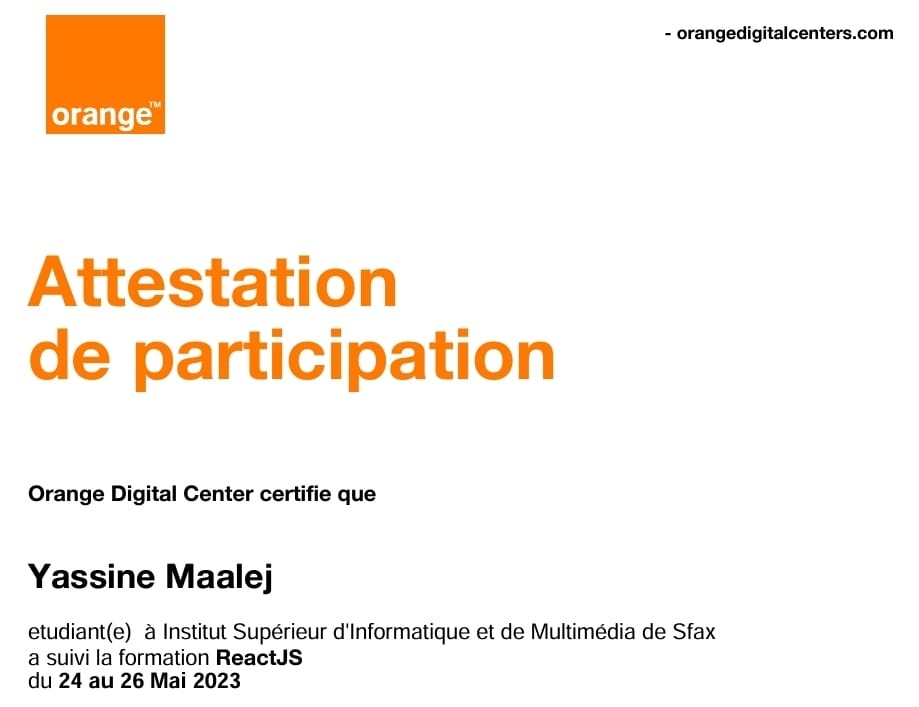 - orangedigitalcenters.com
orange™
Attestation
de participation
Orange Digital Center certifie que
Yassine Maalej
etudiant(e)  à Institut Supérieur d'Informatique et de Multimédia de Sfax
a suivi la formation ReactJS
du 24 au 26 Mai 2023